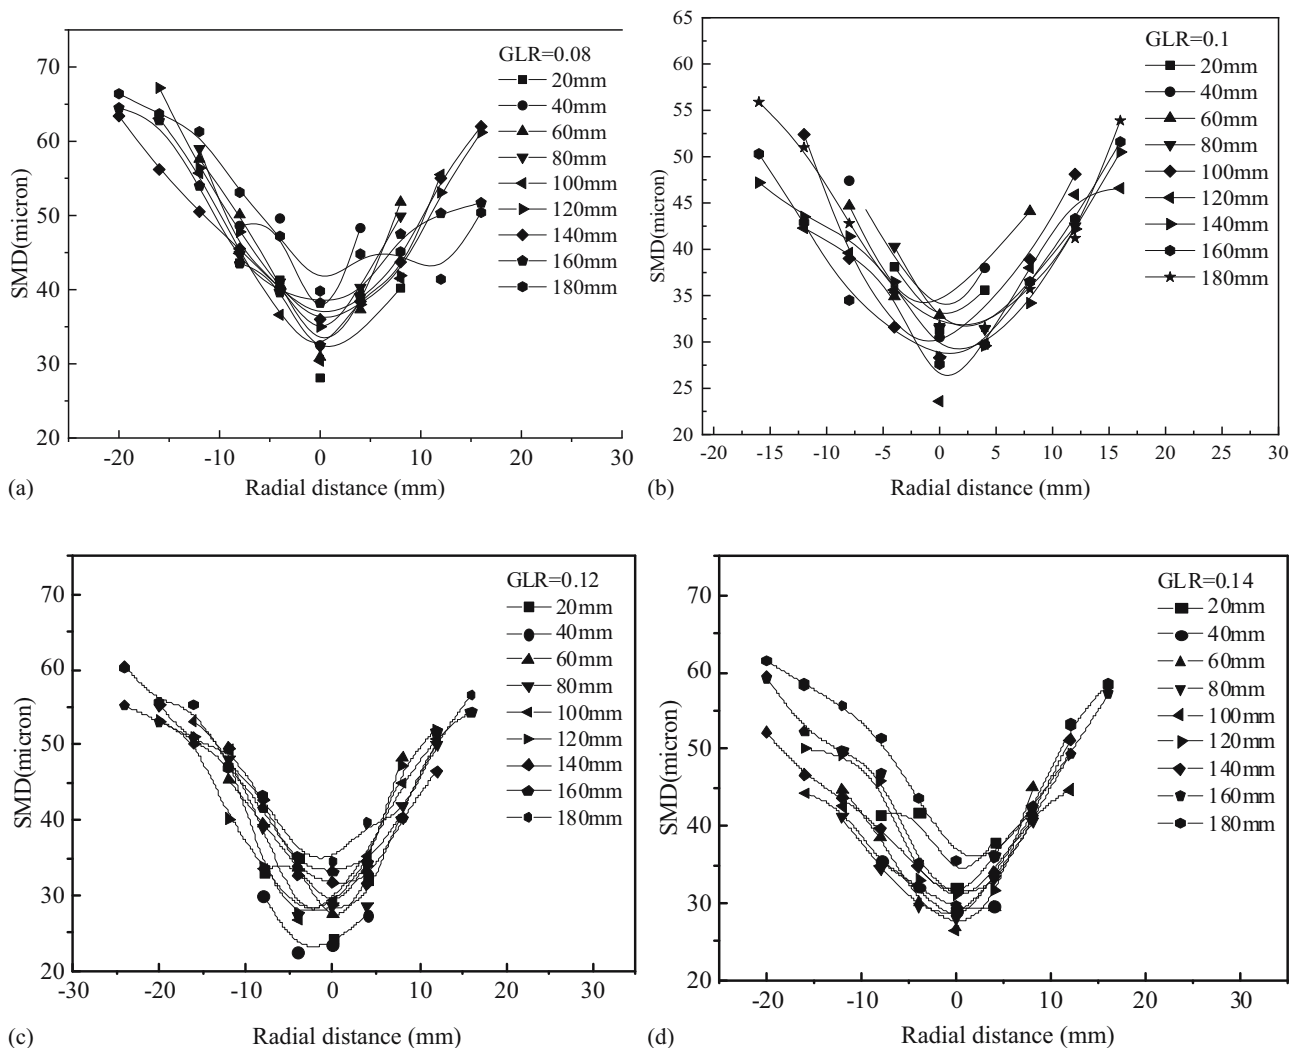 GLR=0.08
20mm
40mm
60mm
80mm
100mm
120mm
140mm
160mm
180mm
70
60
50
40
30
20
SMD(micron)
-20
-10
0
10
20
30
(a)
Radial distance (mm)
GLR=0.1
20mm
40mm
60mm
80mm
100mm
120mm
140mm
160mm
180mm
65
60
55
50
45
40
35
30
25
20
SMD(micron)
-20
-15
-10
-5
0
5
10
15
20
25
30
(b)
Radial distance (mm)
GLR=0.12
20mm
40mm
60mm
80mm
100mm
120mm
140mm
160mm
180mm
70
60
50
40
30
20
SMD(micron)
-30
-20
-10
0
10
20
30
(c)
Radial distance (mm)
GLR=0.14
20mm
40mm
60mm
80mm
100mm
120mm
140mm
160mm
180mm
70
60
50
40
30
20
SMD(micron)
-20
-10
0
10
20
30
(d)
Radial distance (mm)